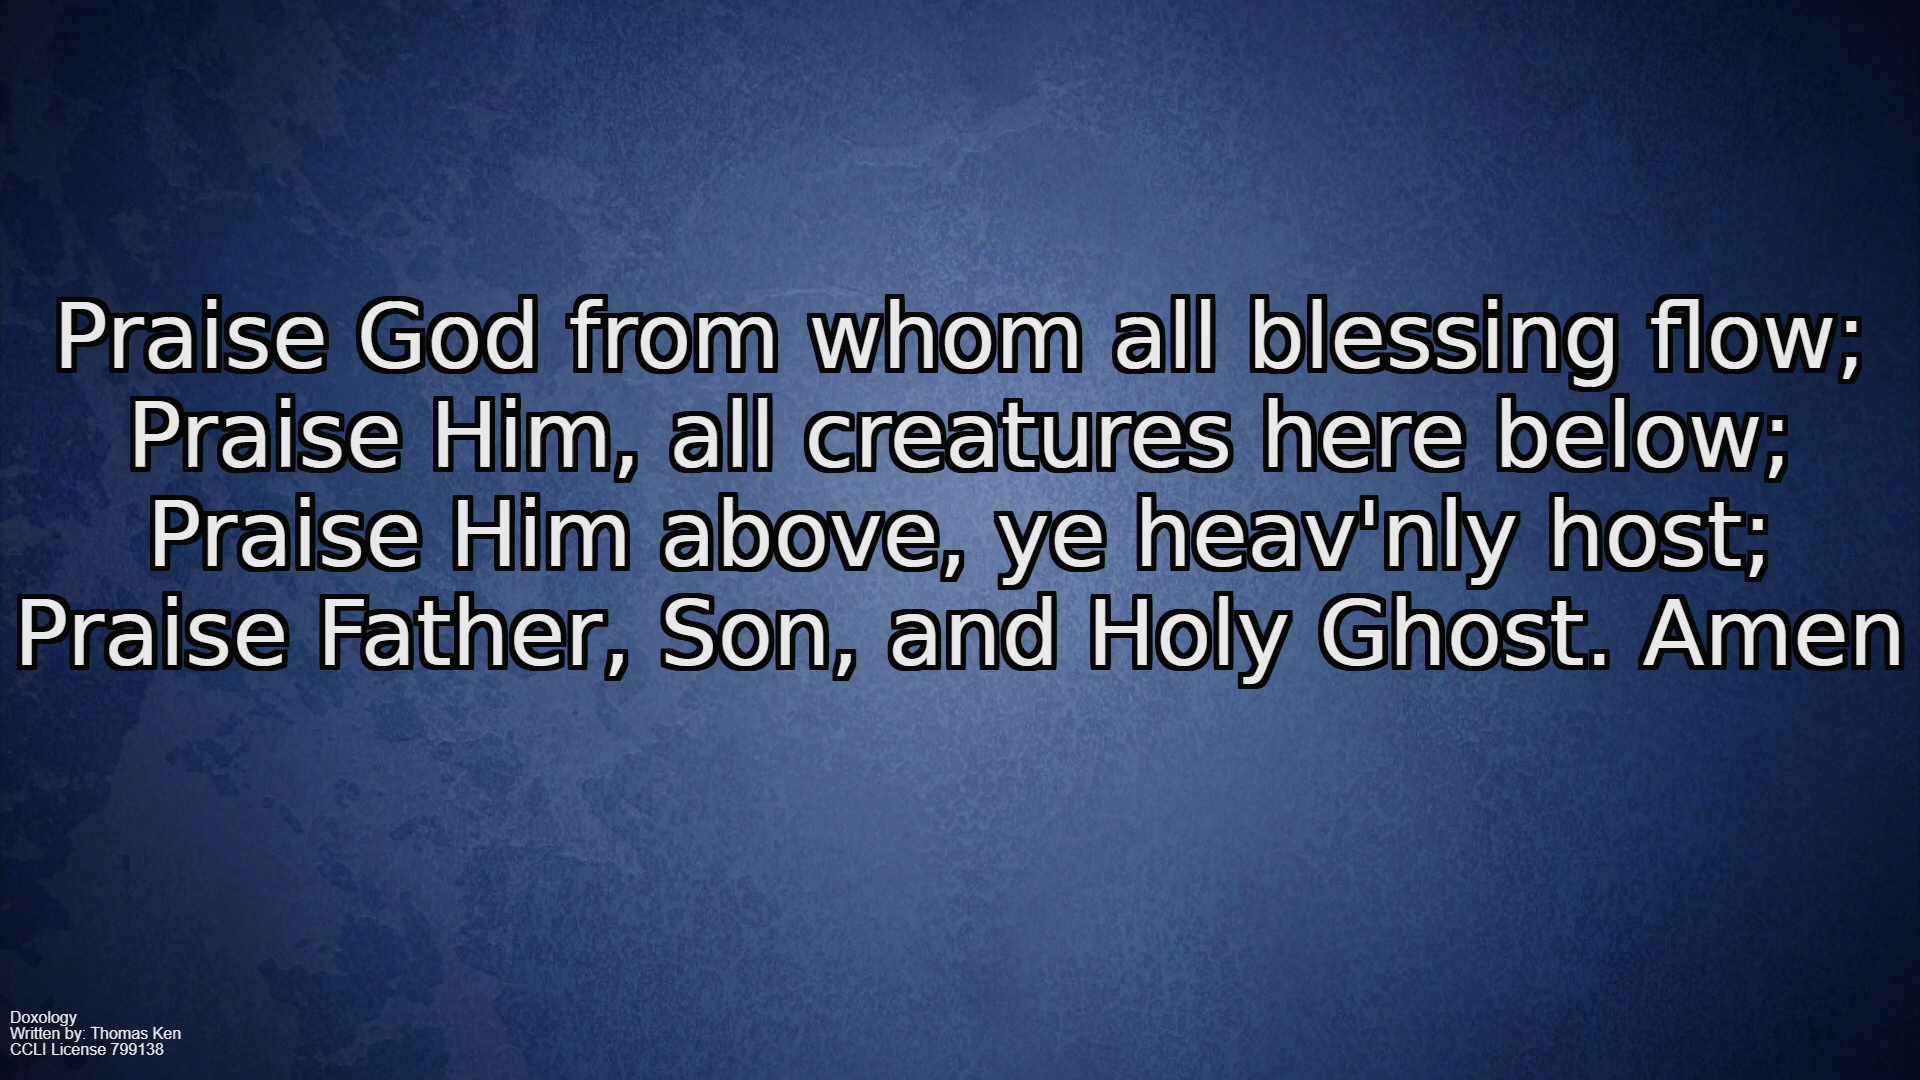 Praise God from whom all blessing flow;
Praise Him, all creatures here below;
Praise Him above, ye heav'nly host;
Praise Father, Son, and Holy Ghost. Amen
Doxology
Written by: Thomas Ken
CCLI License 799138